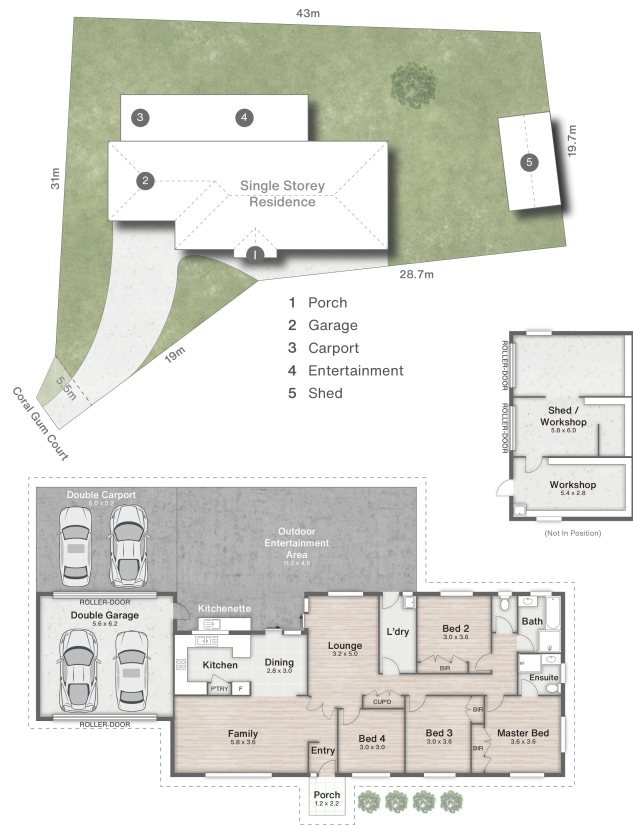 43m
31m
19.7m
3
4
2
Single Storey
Residence
5
1
28.7m
19m
5.5m
Coral Gum Court
1 Porch
2 Garage
3 Carport
4 Entertainment
5 Shed
ROLLER-DOOR
ROLLER-DOOR
Shed /
Workshop
5.8 x 6.0
Workshop
5.4 x 2.8
(Not In Position)
Double Carport
6.0 x 5.2
Outdoor
Entertainment
Area
11.3 x 4.9
ROLLER-DOOR
Double Garage
5.6 x 6.2
ROLLER-DOOR
Kitchenette
Kitchen
PTRY
F
Dining
2.8 x 3.0
Lounge
3.2 x 5.0
L'dry
Bed 2
3.0 x 3.6
BIR
Bath
Ensuite
CUP'D
BIR
BIR
Family
5.8 x 3.6
Entry
Bed 4
3.0 x 3.0
Bed 3
3.0 x 3.6
Master Bed
3.6 x 3.6
Porch
1.2 x 2.2